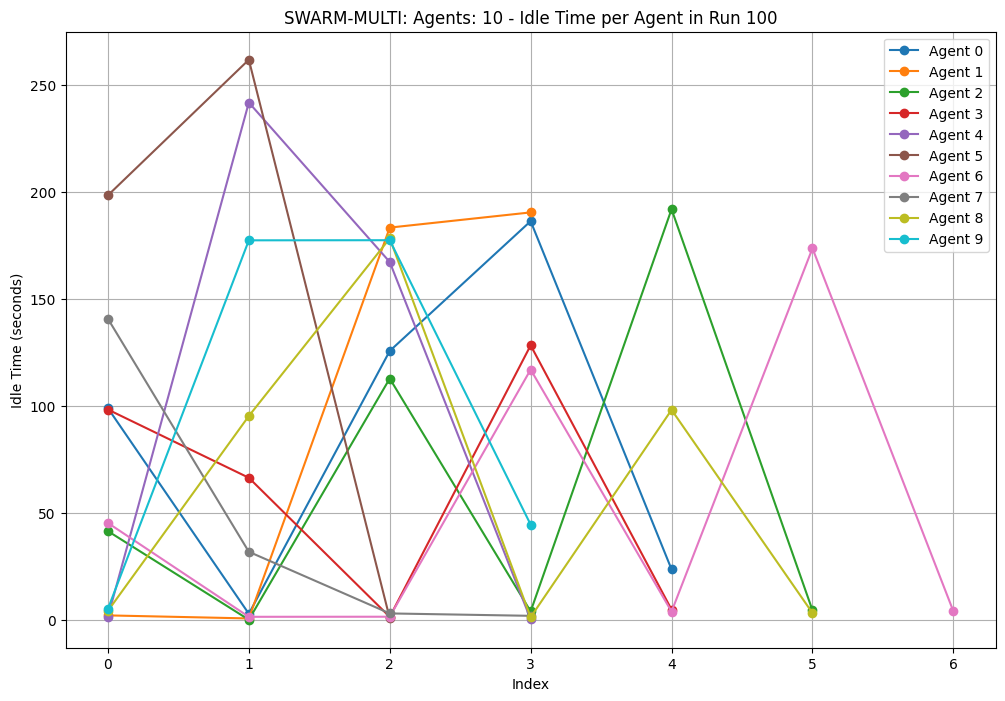 SWARM-MULTI: Agents: 10 - Idle Time per Agent in Run 100
Idle Time (seconds)
250
200
150
100
50
0
0 1 2 3 4 5 6
Index
Agent 0
Agent 1
Agent 2
Agent 3
Agent 4
Agent 5
Agent 6
Agent 7
Agent 8
Agent 9